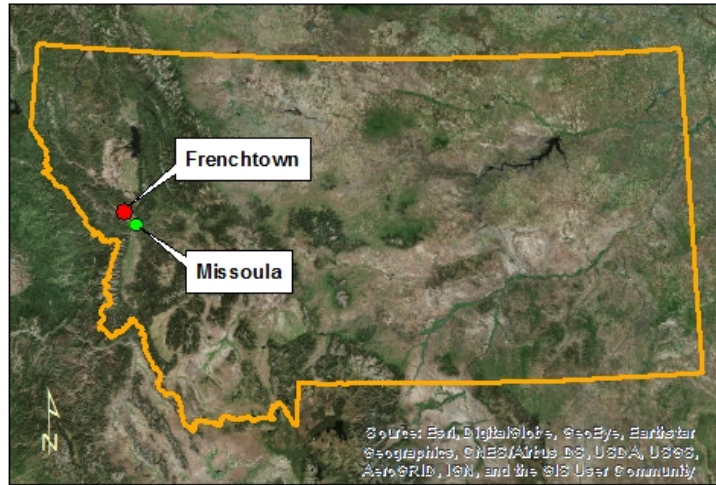 Frenchtown
Missoula
N
Source: Esri, DigitalGlobe, GeoEye, Earthstar
Geographics, CNES/Airbus DS, USDA, USGS,
AeroGRID, IGN, and the GIS User Community